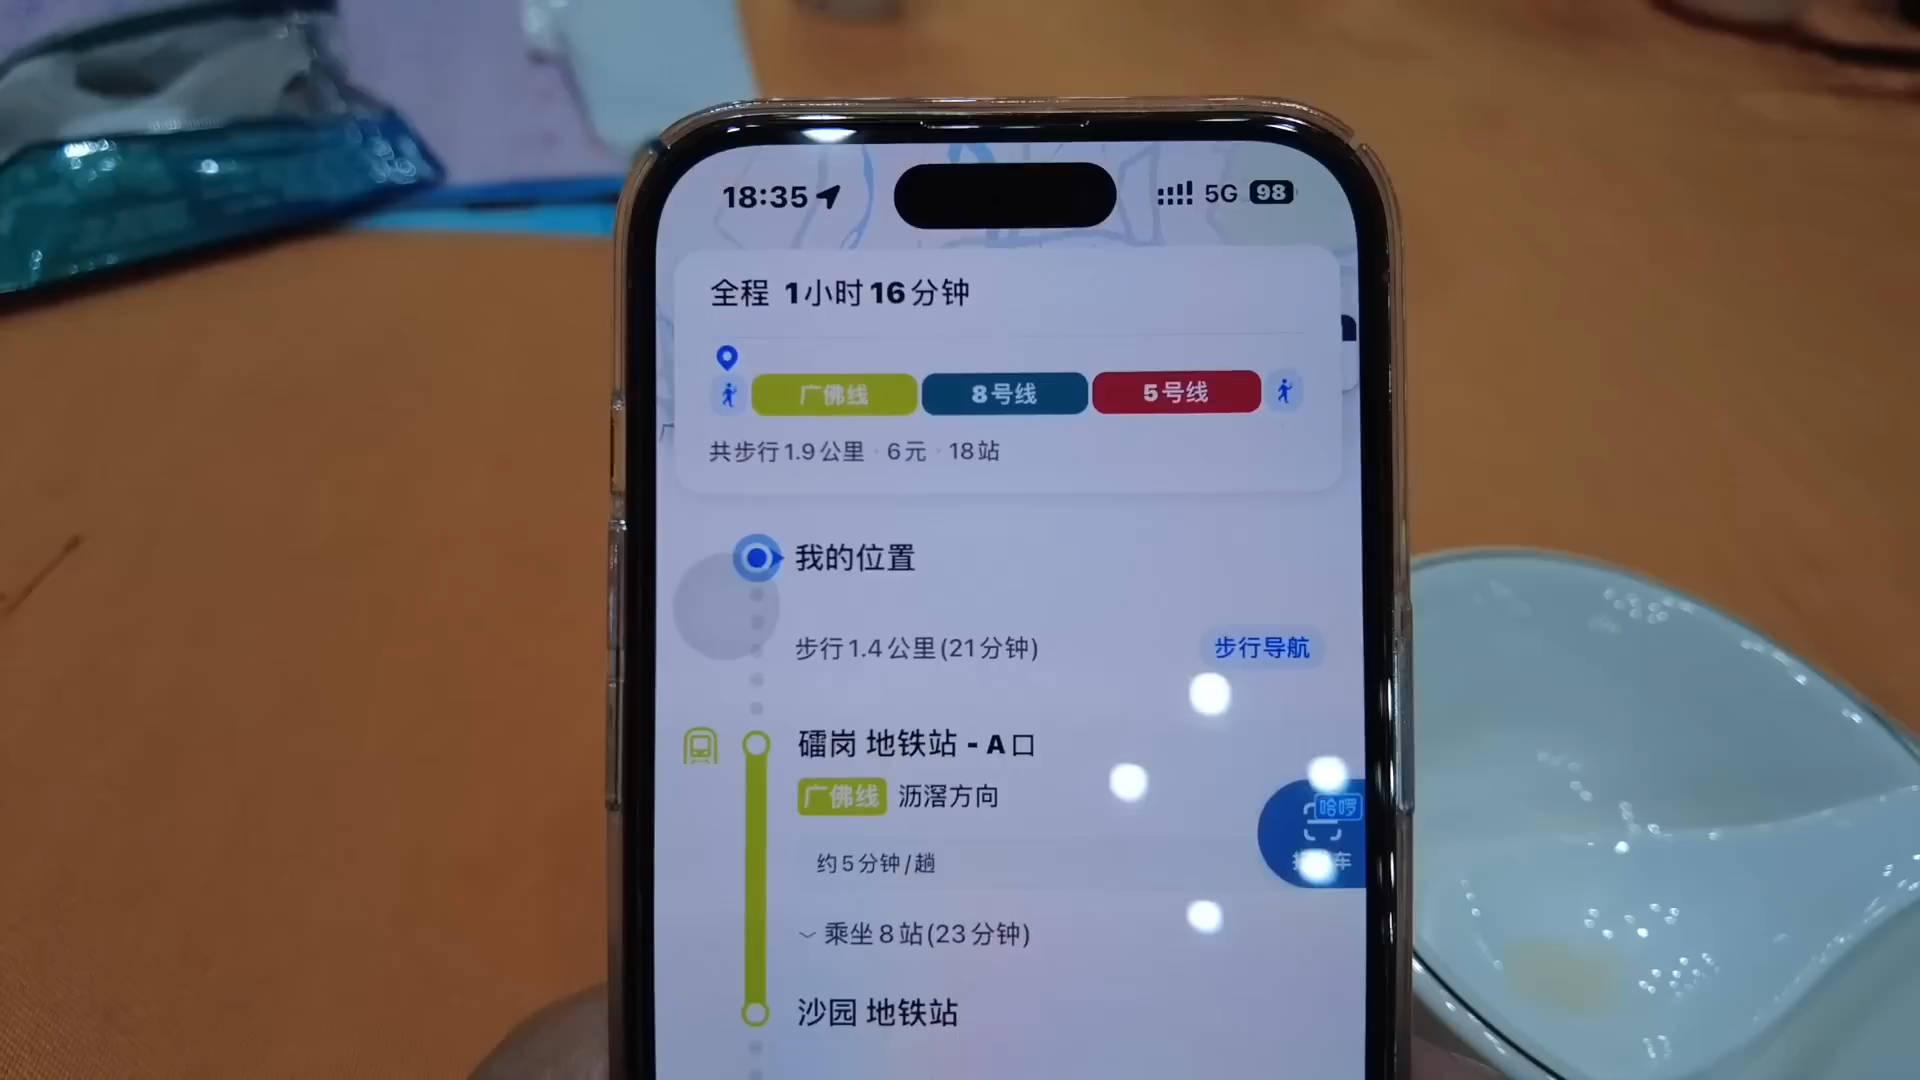 18:35 5G 98
全程 1小时16分钟
广佛线 8号线 5号线
共步行1.9公里 · 6元 · 18站
我的位置
步行1.4公里(21分钟) 步行导航
礌岗 地铁站 - A口
广佛线 沥滘方向
哈啰
车
约5分钟/趟
乘坐8站(23分钟)
沙园 地铁站